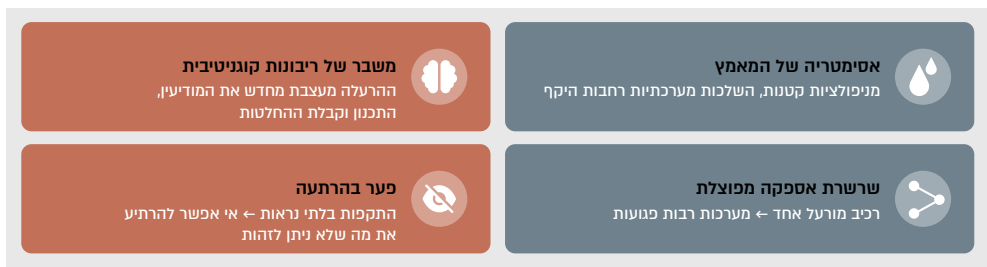 אסימטריה של המאמץ
מניפולציות קטנות, השלכות מערכתיות רחבות היקף
משבר של ריבונות קוגניטיבית
ההרעלה מעצבת מחדש את המודיעין,
התכנון וקבלת ההחלטות
שרשרת אספקה מפוצלת
רכיב מורעל אחד ← מערכות רבות פגועות
פער בהרתעה
התקפות בלתי נראות ← אי אפשר להרתיע
את מה שלא ניתן לזהות